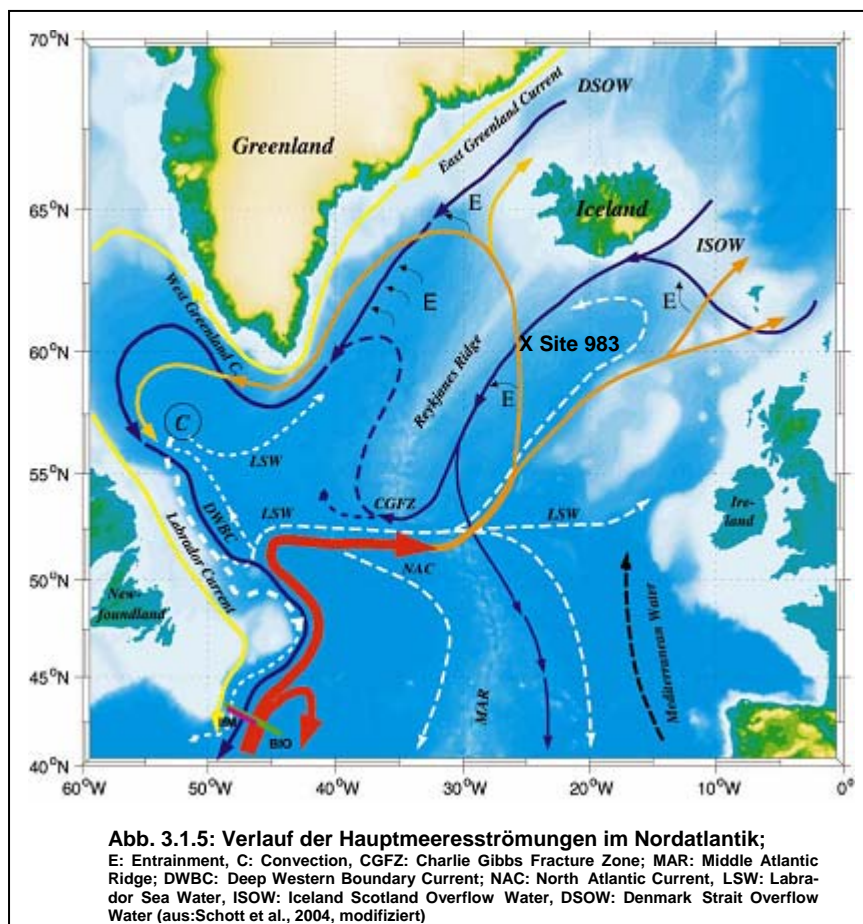 70°N
65°N
60°N
55°N
50°N
45°N
40°N
60°W
50°W
40°W
30°W
20°W
10°W
0°
Greenland
East Greenland Current
DSOW
E
Iceland
ISOW
E
West Greenland C.
E
Reykjanes Ridge
X Site 983
E
C
LSW
LSW
DWBC
CGFZ
LSW
Ire-
land
Labrador Current
NAC
New-
foundland
Mediterranean Water
MAR
BIO
Abb. 3.1.5: Verlauf der Hauptmeeresströmungen im Nordatlantik;
E: Entrainment, C: Convection, CGFZ: Charlie Gibbs Fracture Zone; MAR: Middle Atlantic
Ridge; DWBC: Deep Western Boundary Current; NAC: North Atlantic Current, LSW: Labra-
dor Sea Water, ISOW: Iceland Scotland Overflow Water, DSOW: Denmark Strait Overflow
Water (aus:Schott et al., 2004, modifiziert)